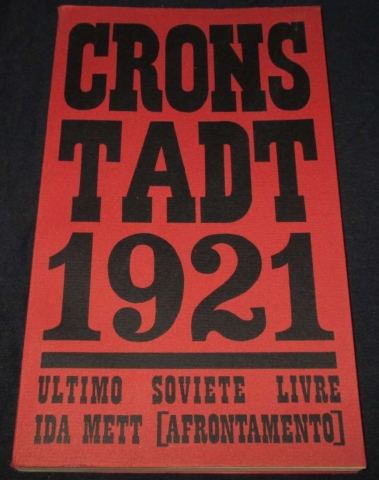 CRONS
TADT
1921
ULTIMO SOVIETE LIVRE
IDA METT [AFRONTAMENTO]